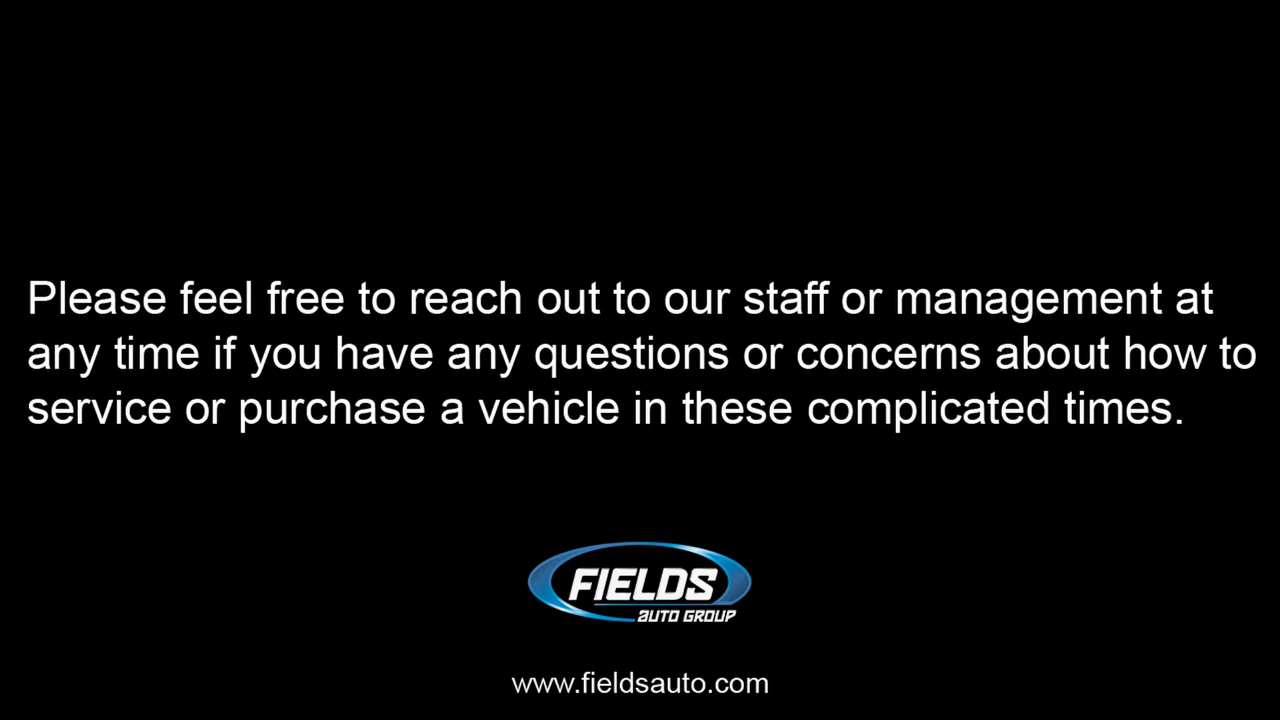 Please feel free to reach out to our staff or management at
any time if you have any questions or concerns about how to
service or purchase a vehicle in these complicated times.
FIELDS
AUTO GROUP
www.fieldsauto.com